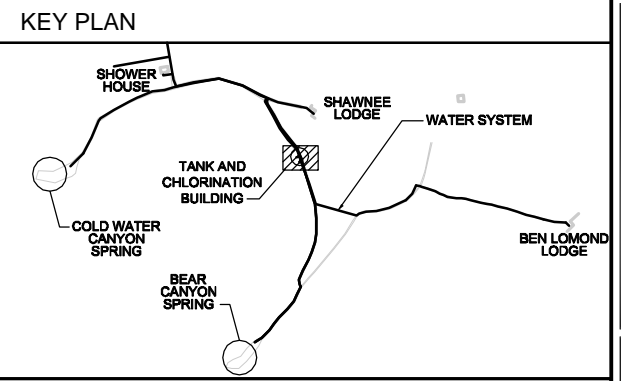 KEY PLAN
SHOWER
HOUSE
SHAWNEE
LODGE
WATER SYSTEM
TANK AND
CHLORINATION
BUILDING
COLD WATER
CANYON
SPRING
BEN LOMOND
LODGE
BEAR
CANYON
SPRING